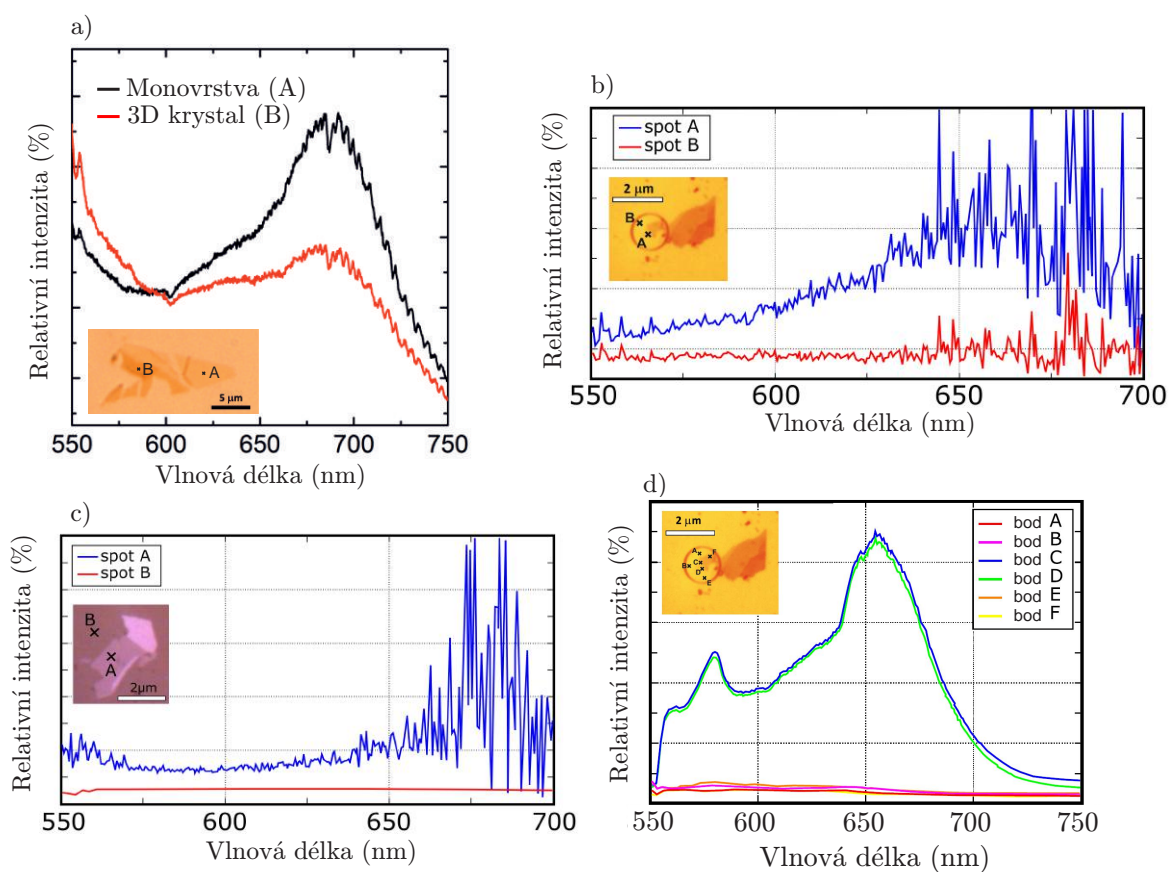 a)
Monovrstva (A)
3D krystal (B)
B
A
5 µm
550 600 650 700 750
Relativní intenzita (%)
Vlnová délka (nm)
b)
spot A
spot B
2 µm
B
A
550 600 650 700
Relativní intenzita (%)
Vlnová délka (nm)
c)
spot A
spot B
B
A
2µm
550 600 650 700
Relativní intenzita (%)
Vlnová délka (nm)
d)
2 µm
A
F
C
B
D
E
bod A
bod B
bod C
bod D
bod E
bod F
550 600 650 700 750
Relativní intenzita (%)
Vlnová délka (nm)